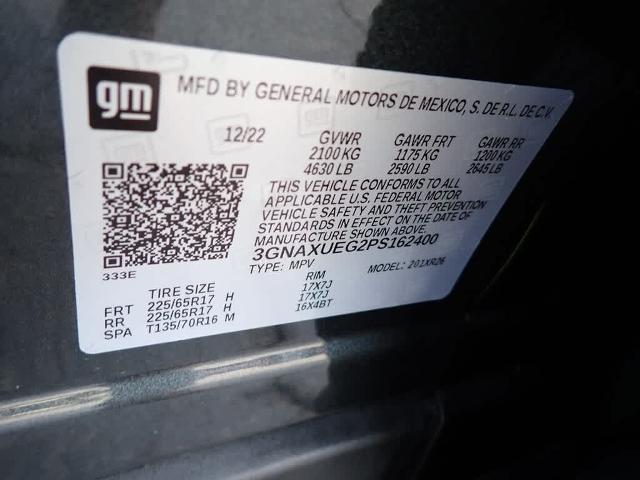 gm
MFD BY GENERAL MOTORS DE MEXICO, S. DE R.L. DE C.V.
12/22 GVWR GAWR FRT GAWR RR
2100 KG 1175 KG 1200 KG
4630 LB 2590 LB 2645 LB
THIS VEHICLE CONFORMS TO ALL
APPLICABLE U.S. FEDERAL MOTOR
VEHICLE SAFETY AND THEFT PREVENTION
STANDARDS IN EFFECT ON THE DATE OF
MANUFACTURE SHOWN ABOVE.
3GNAXUEG2PS162400
TYPE: MPV MODEL: 201XR26
333E
TIRE SIZE RIM
FRT 225/65R17 H 17X7J
RR 225/65R17 H 17X7J
SPA T135/70R16 M 16X4BT